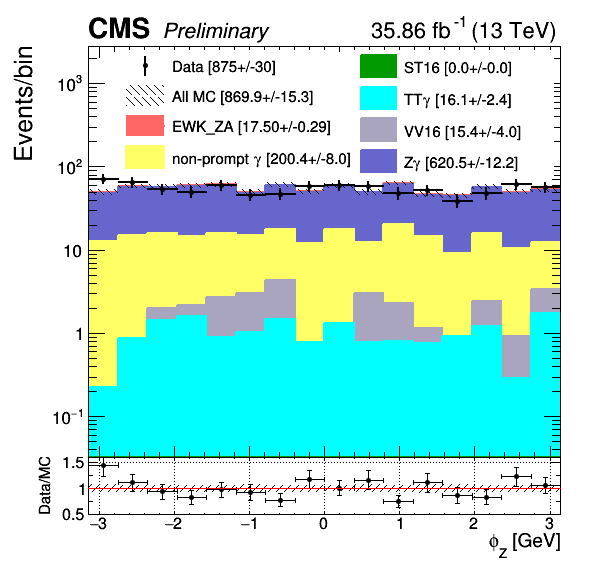 CMS Preliminary 35.86 fb⁻¹ (13 TeV)
Events/bin
Data [875+/-30]
All MC [869.9+/-15.3]
EWK_ZA [17.50+/-0.29]
non-prompt γ [200.4+/-8.0]
ST16 [0.0+/-0.0]
TTγ [16.1+/-2.4]
VV16 [15.4+/-4.0]
Zγ [620.5+/-12.2]
10³
10²
10
1
10⁻¹
Data/MC
1.5
1
0.5
−3 −2 −1 0 1 2 3
ϕ_Z [GeV]